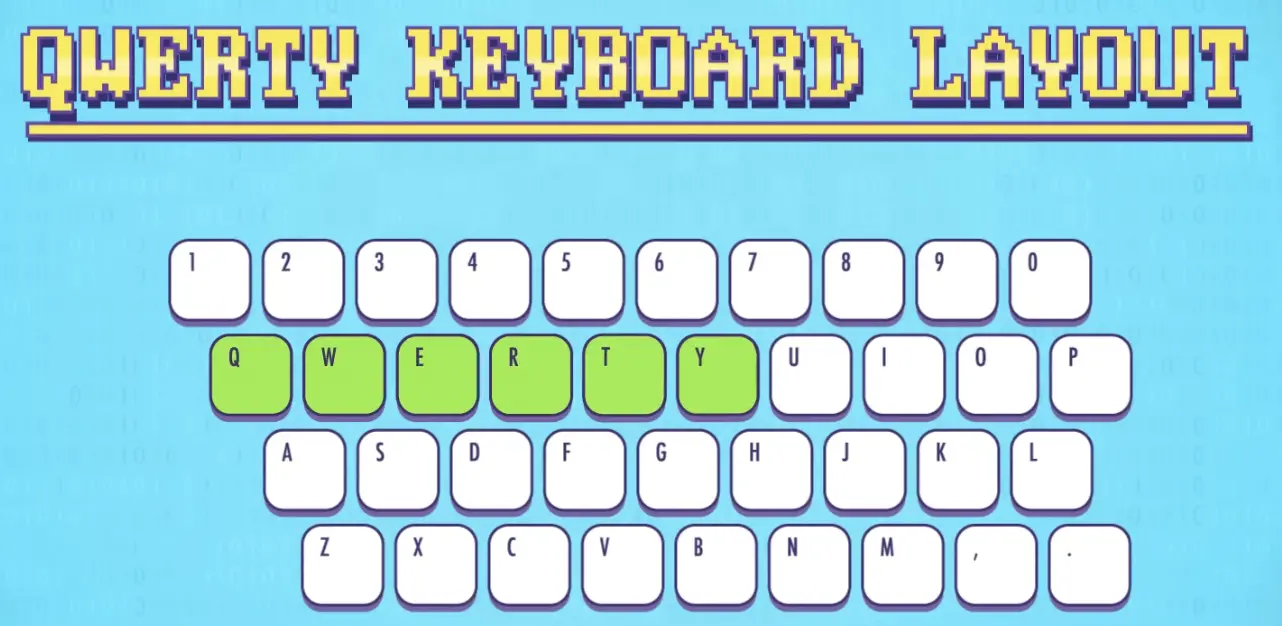 QWERTY KEYBOARD LAYOUT
1 2 3 4 5 6 7 8 9 0
Q W E R T Y U I O P
A S D F G H J K L
Z X C V B N M , .